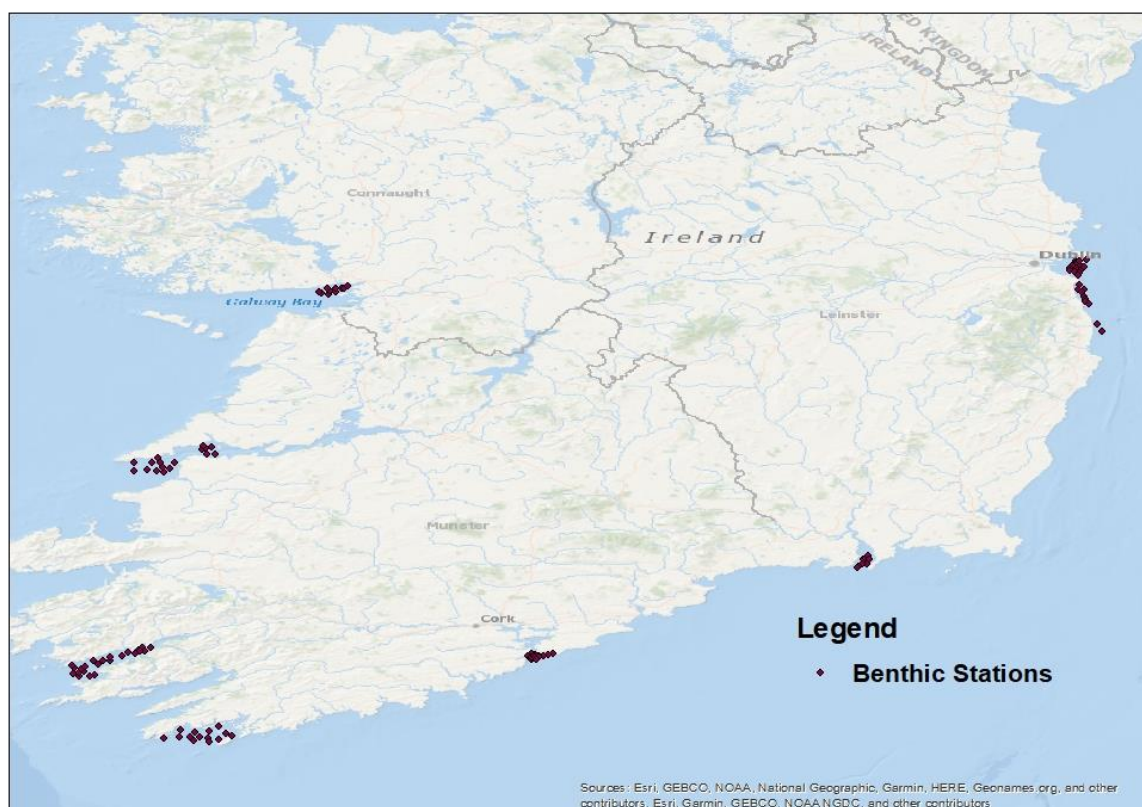 UNITED KINGDOM
IRELAND
Connaught
Ireland
Dublin
Galway Bay
Leinster
Munster
Cork
Legend
Benthic Stations
Sources: Esri, GEBCO, NOAA, National Geographic, Garmin, HERE, Geonames.org, and other
contributors, Esri, Garmin, GEBCO, NOAA NGDC, and other contributors